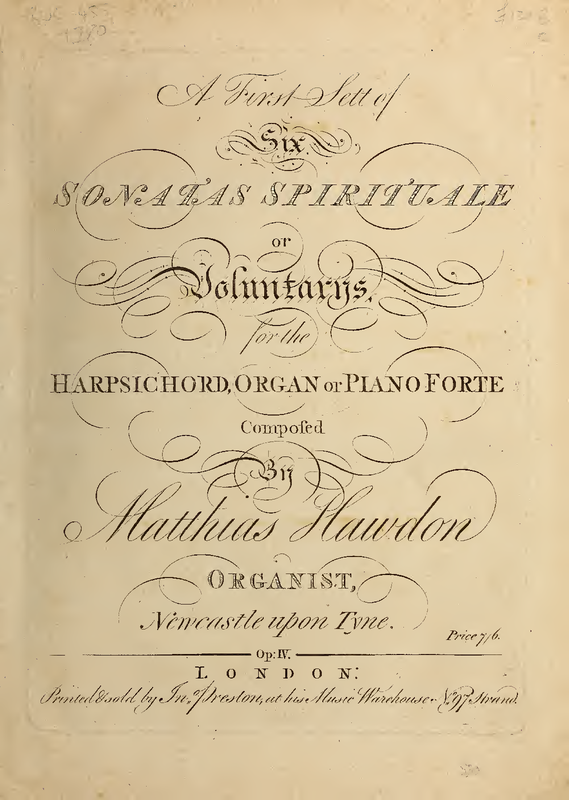 A First Sett of
Six
SONATAS SPIRITUALE
or
Voluntarys,
for the
HARPSICHORD, ORGAN or PIANO FORTE
Compoſed
By
Matthias Hawdon
ORGANIST,
Newcastle upon Tyne.
Price 7/6.
Op: IV.
LONDON:
Printed & sold by Jno. Preston, at his Music Warehouse No. 97 Strand.